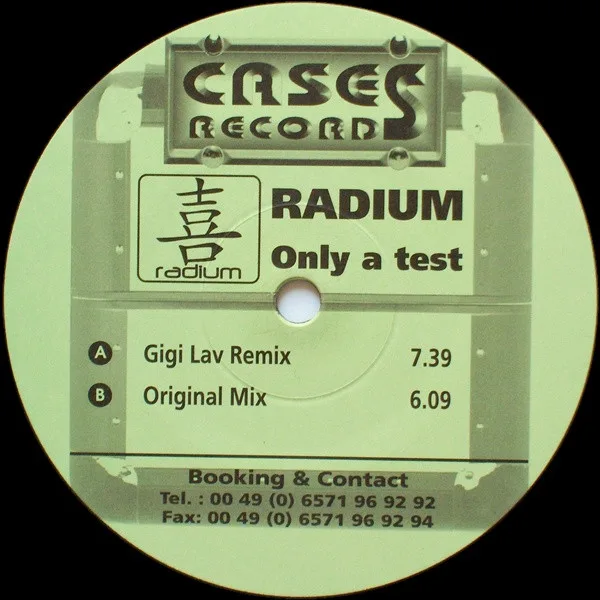 CASES
RECORDS
喜
radium
RADIUM
Only a test
A Gigi Lav Remix 7.39
B Original Mix 6.09
Booking & Contact
Tel. : 00 49 (0) 6571 96 92 92
Fax: 00 49 (0) 6571 96 92 94